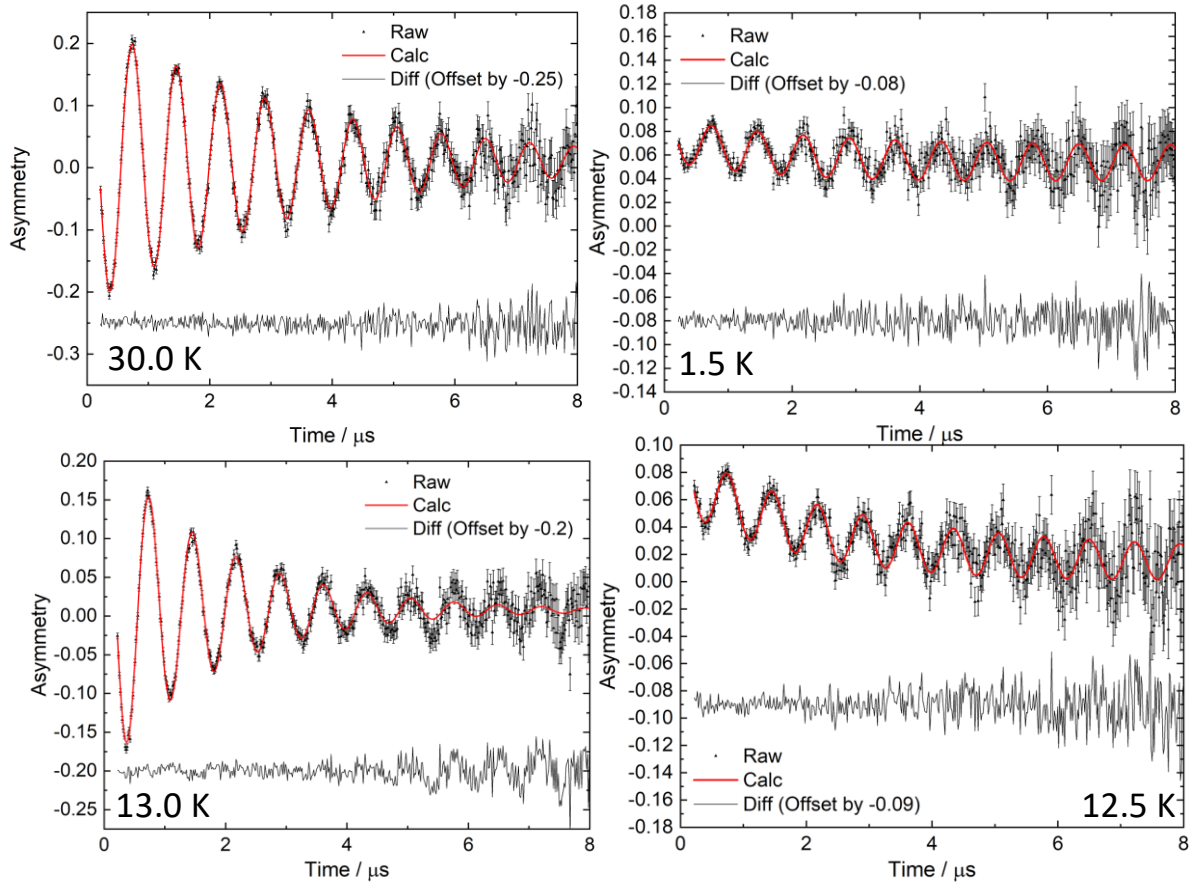 0.2
0.1
0.0
-0.1
-0.2
-0.3
Asymmetry
Raw
Calc
Diff (Offset by -0.25)
30.0 K
0 2 4 6 8
Time / μs
0.18
0.16
0.14
0.12
0.10
0.08
0.06
0.04
0.02
0.00
-0.02
-0.04
-0.06
-0.08
-0.10
-0.12
-0.14
Asymmetry
Raw
Calc
Diff (Offset by -0.08)
1.5 K
0 2 4 6 8
Time / μs
0.20
0.15
0.10
0.05
0.00
-0.05
-0.10
-0.15
-0.20
-0.25
Asymmetry
Raw
Calc
Diff (Offset by -0.2)
13.0 K
0 2 4 6 8
Time / μs
0.10
0.08
0.06
0.04
0.02
0.00
-0.02
-0.04
-0.06
-0.08
-0.10
-0.12
-0.14
-0.16
-0.18
Asymmetry
Raw
Calc
Diff (Offset by -0.09)
12.5 K
0 2 4 6 8
Time / μs